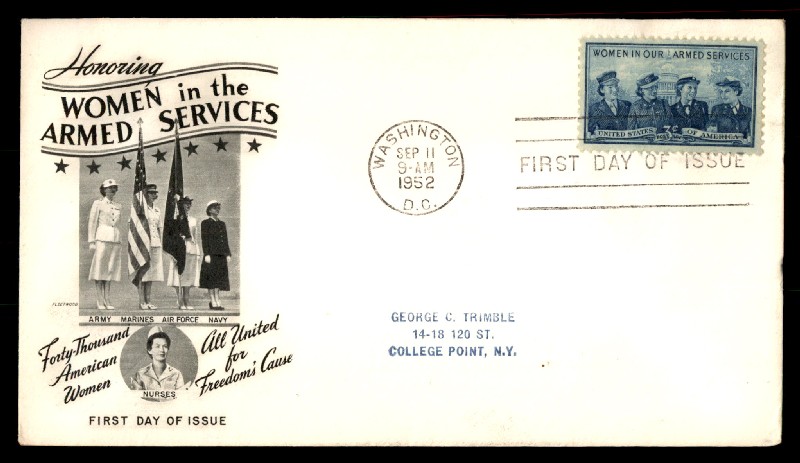 Honoring
WOMEN in the
ARMED SERVICES
FLEETWOOD
ARMY MARINES AIR FORCE NAVY
Forty-Thousand
American
Women
All United
for
Freedom's Cause
NURSES
FIRST DAY OF ISSUE
WASHINGTON
SEP 11
9-AM
1952
D.C.
WOMEN IN OUR ARMED SERVICES
UNITED STATES 3¢ OF AMERICA
FIRST DAY OF ISSUE
GEORGE C. TRIMBLE
14-18 120 ST.
COLLEGE POINT, N.Y.